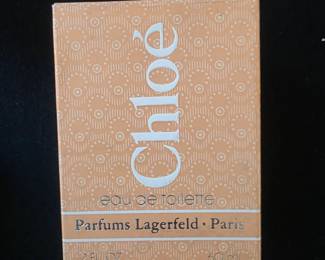 Chloé
eau de toilette
Parfums Lagerfeld • Paris